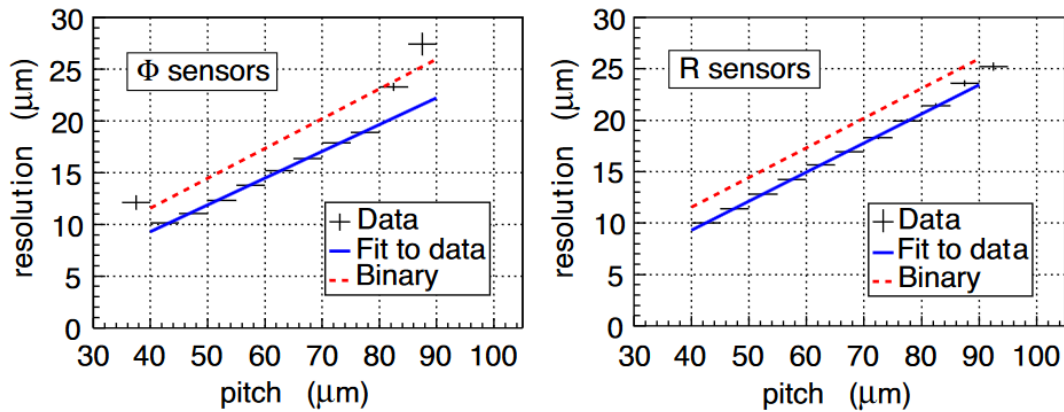 30
25
20
15
10
5
0
resolution (μm)
Φ sensors
Data
Fit to data
Binary
30 40 50 60 70 80 90 100
pitch (μm)
30
25
20
15
10
5
0
resolution (μm)
R sensors
Data
Fit to data
Binary
30 40 50 60 70 80 90 100
pitch (μm)